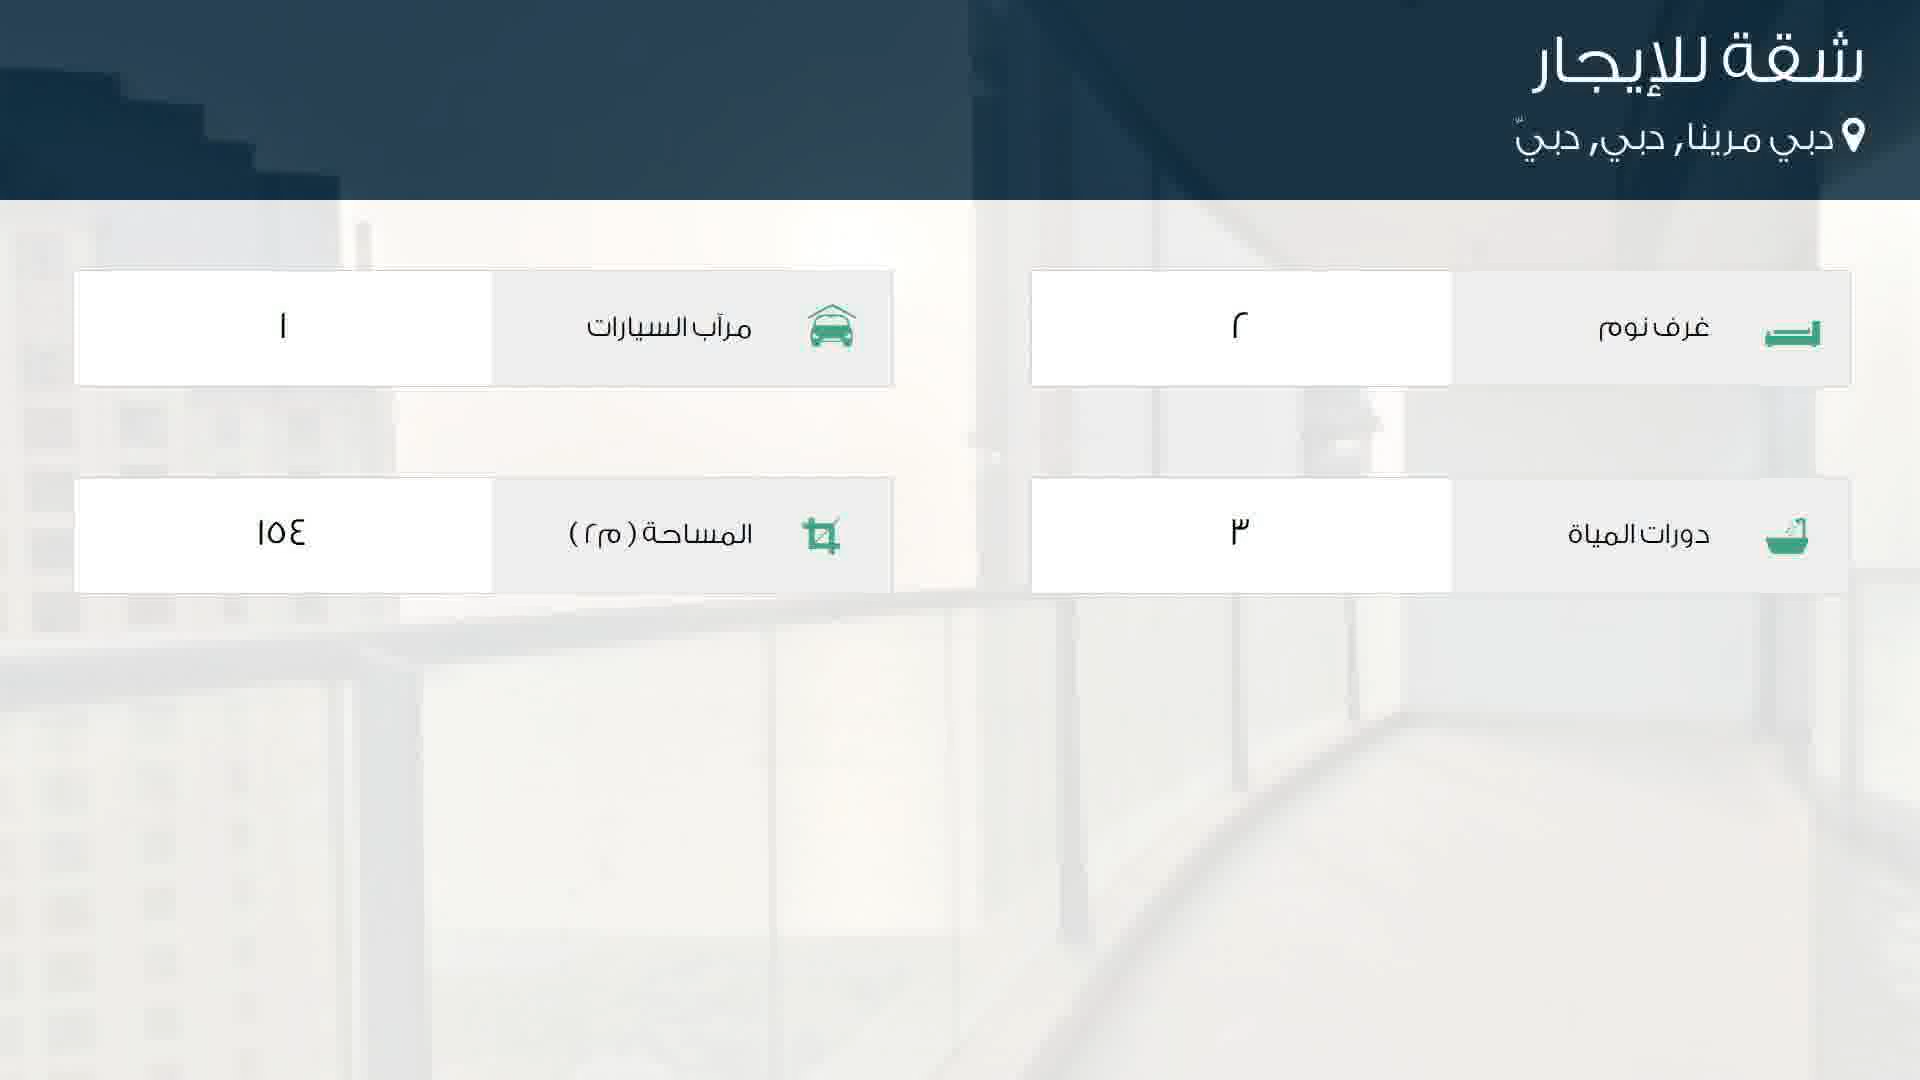 شقة للإيجار
دبي مرينا, دبي, دبيّ
غرف نوم
٢
مرآب السيارات
١
دورات المياة
٣
المساحة (م٢)
١٥٤